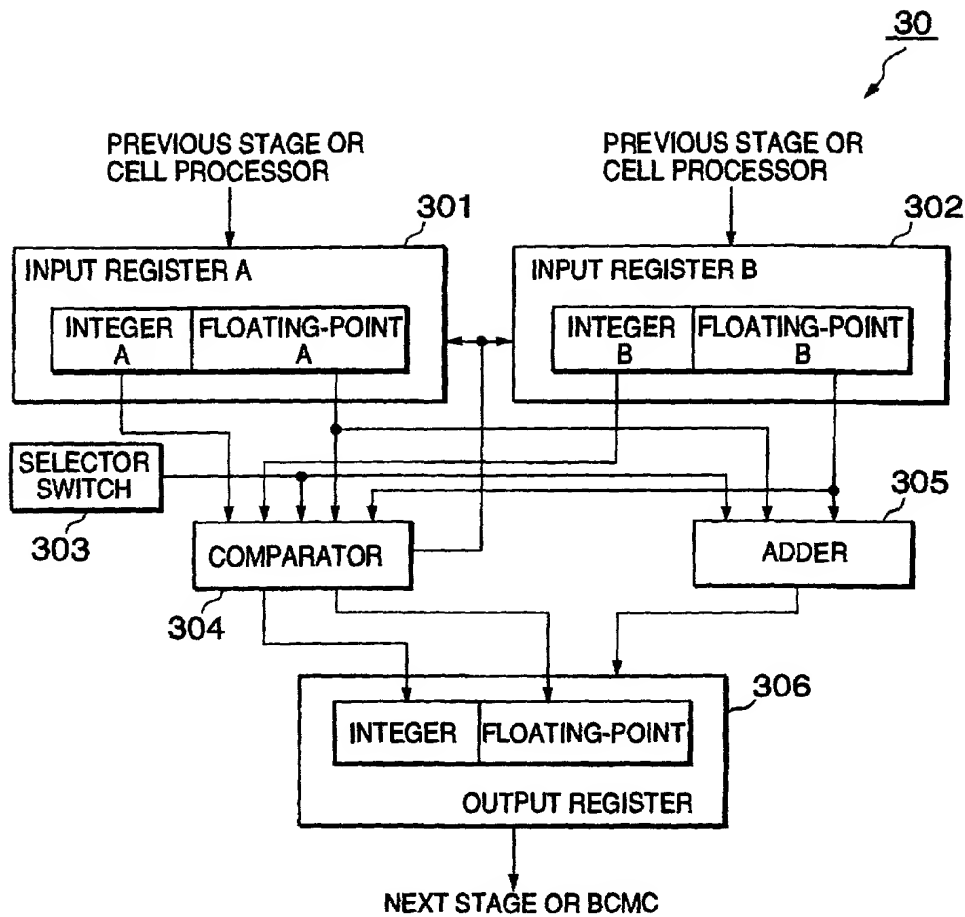 30
PREVIOUS STAGE OR
CELL PROCESSOR
PREVIOUS STAGE OR
CELL PROCESSOR
301
302
INPUT REGISTER A
INPUT REGISTER B
INTEGER
A
FLOATING-POINT
A
INTEGER
B
FLOATING-POINT
B
SELECTOR
SWITCH
303
305
COMPARATOR
ADDER
304
306
INTEGER
FLOATING-POINT
OUTPUT REGISTER
NEXT STAGE OR BCMC